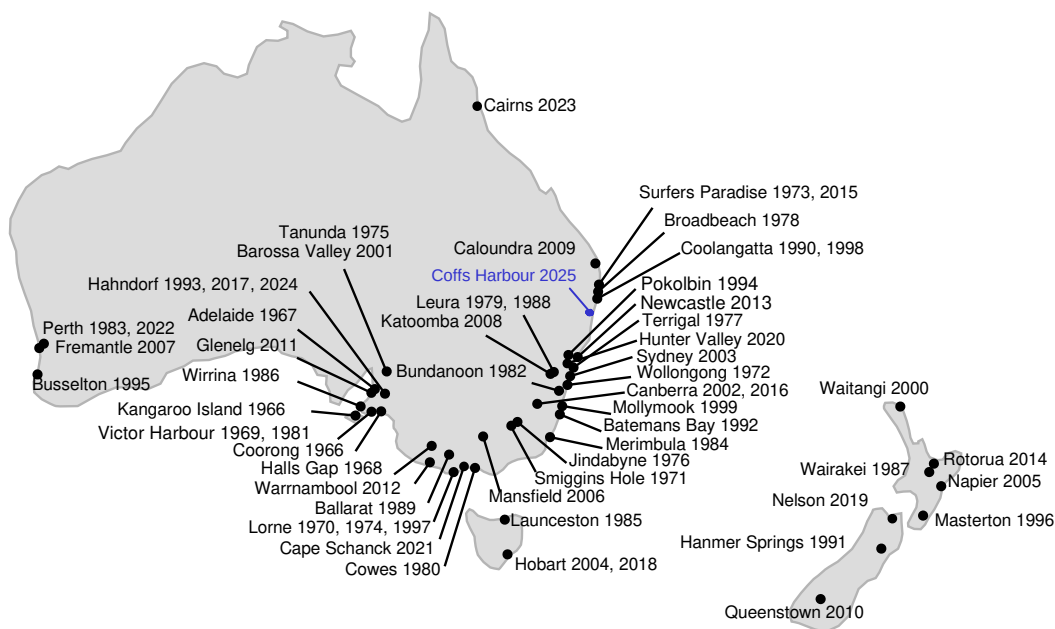 Cairns 2023
Surfers Paradise 1973, 2015
Broadbeach 1978
Tanunda 1975
Barossa Valley 2001
Caloundra 2009
Coolangatta 1990, 1998
Coffs Harbour 2025
Hahndorf 1993, 2017, 2024
Pokolbin 1994
Leura 1979, 1988
Newcastle 2013
Adelaide 1967
Katoomba 2008
Terrigal 1977
Perth 1983, 2022
Hunter Valley 2020
Fremantle 2007
Glenelg 2011
Sydney 2003
Bundanoon 1982
Wollongong 1972
Wirrina 1986
Busselton 1995
Canberra 2002, 2016
Waitangi 2000
Kangaroo Island 1966
Mollymook 1999
Batemans Bay 1992
Victor Harbour 1969, 1981
Merimbula 1984
Coorong 1966
Jindabyne 1976
Rotorua 2014
Halls Gap 1968
Wairakei 1987
Smiggins Hole 1971
Napier 2005
Warrnambool 2012
Mansfield 2006
Nelson 2019
Ballarat 1989
Launceston 1985
Masterton 1996
Lorne 1970, 1974, 1997
Hanmer Springs 1991
Cape Schanck 2021
Hobart 2004, 2018
Cowes 1980
Queenstown 2010